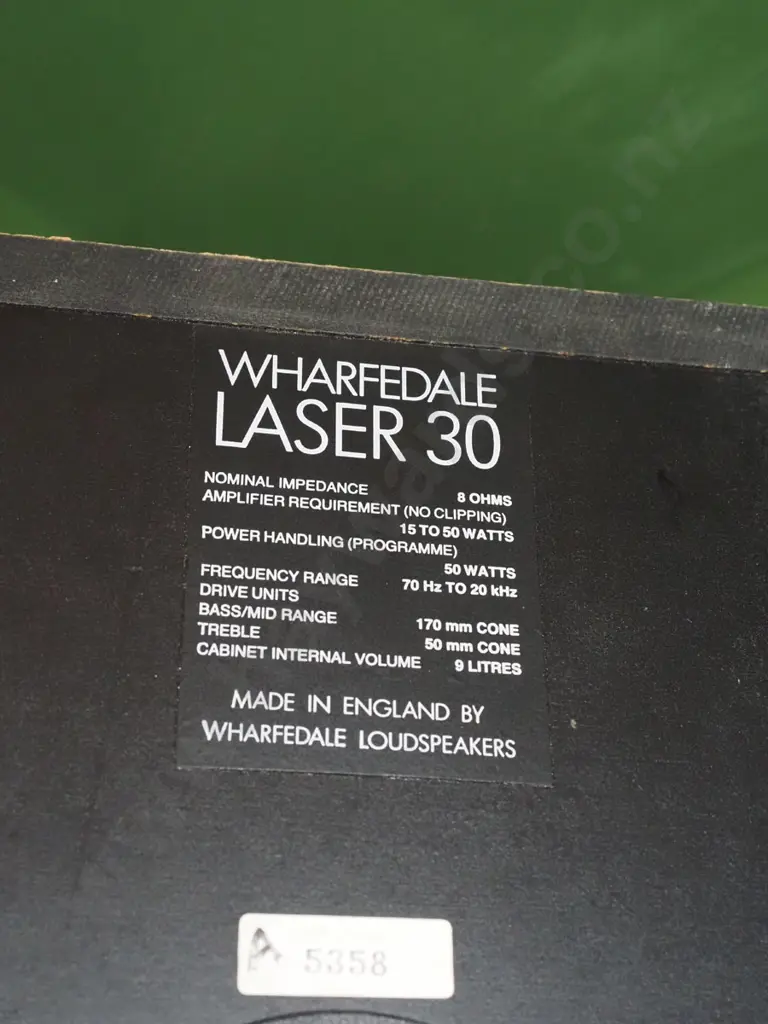 WHARFEDALE
LASER 30
NOMINAL IMPEDANCE 8 OHMS
AMPLIFIER REQUIREMENT (NO CLIPPING)
15 TO 50 WATTS
POWER HANDLING (PROGRAMME)
50 WATTS
FREQUENCY RANGE 70 Hz TO 20 kHz
DRIVE UNITS
BASS/MID RANGE 170 mm CONE
TREBLE 50 mm CONE
CABINET INTERNAL VOLUME 9 LITRES
MADE IN ENGLAND BY
WHARFEDALE LOUDSPEAKERS
A 5358